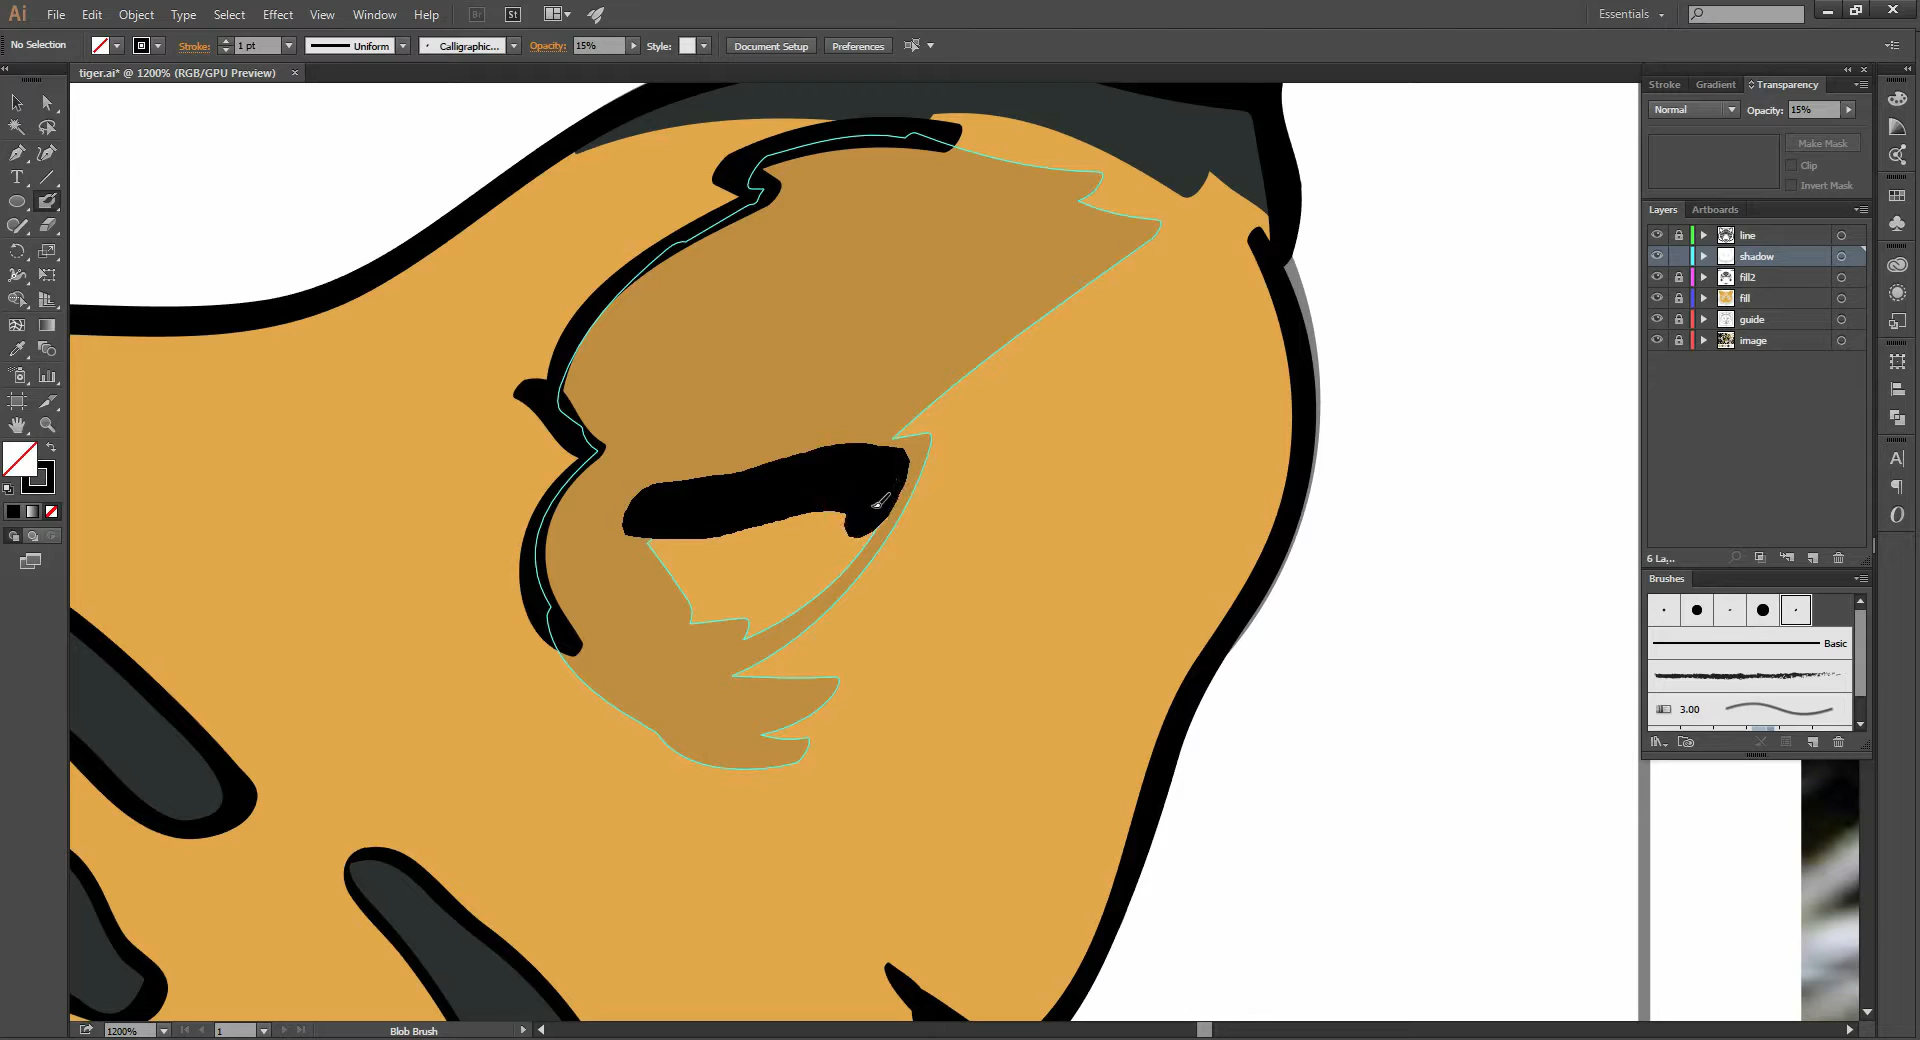 Ai File Edit Object Type Select Effect View Window Help Br St Essentials
No Selection Stroke: 1 pt Uniform Calligraphic... Opacity: 15% Style: Document Setup Preferences
tiger.ai* @ 1200% (RGB/GPU Preview)
Stroke Gradient Transparency
Normal Opacity: 15%
Make Mask
Clip
Invert Mask
Layers Artboards
line
shadow
fill2
fill
guide
image
6 La...
Brushes
Basic
3.00
1200% 1 Blob Brush